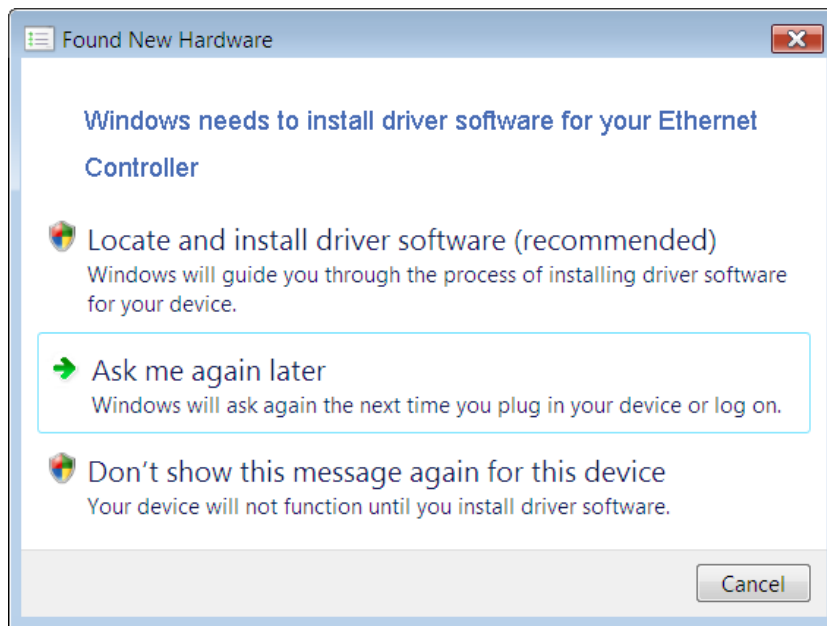 Found New Hardware
Windows needs to install driver software for your Ethernet
Controller
Locate and install driver software (recommended)
Windows will guide you through the process of installing driver software
for your device.
Ask me again later
Windows will ask again the next time you plug in your device or log on.
Don't show this message again for this device
Your device will not function until you install driver software.
Cancel